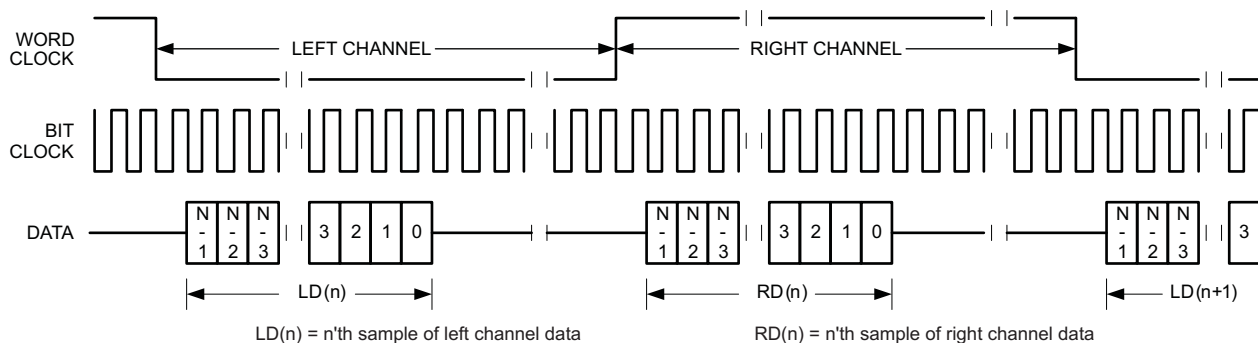 WORD
CLOCK
LEFT CHANNEL
RIGHT CHANNEL
BIT
CLOCK
DATA
N
-
1
N
-
2
N
-
3
3
2
1
0
N
-
1
N
-
2
N
-
3
3
2
1
0
N
-
1
N
-
2
N
-
3
3
LD(n)
RD(n)
LD(n+1)
LD(n) = n'th sample of left channel data
RD(n) = n'th sample of right channel data